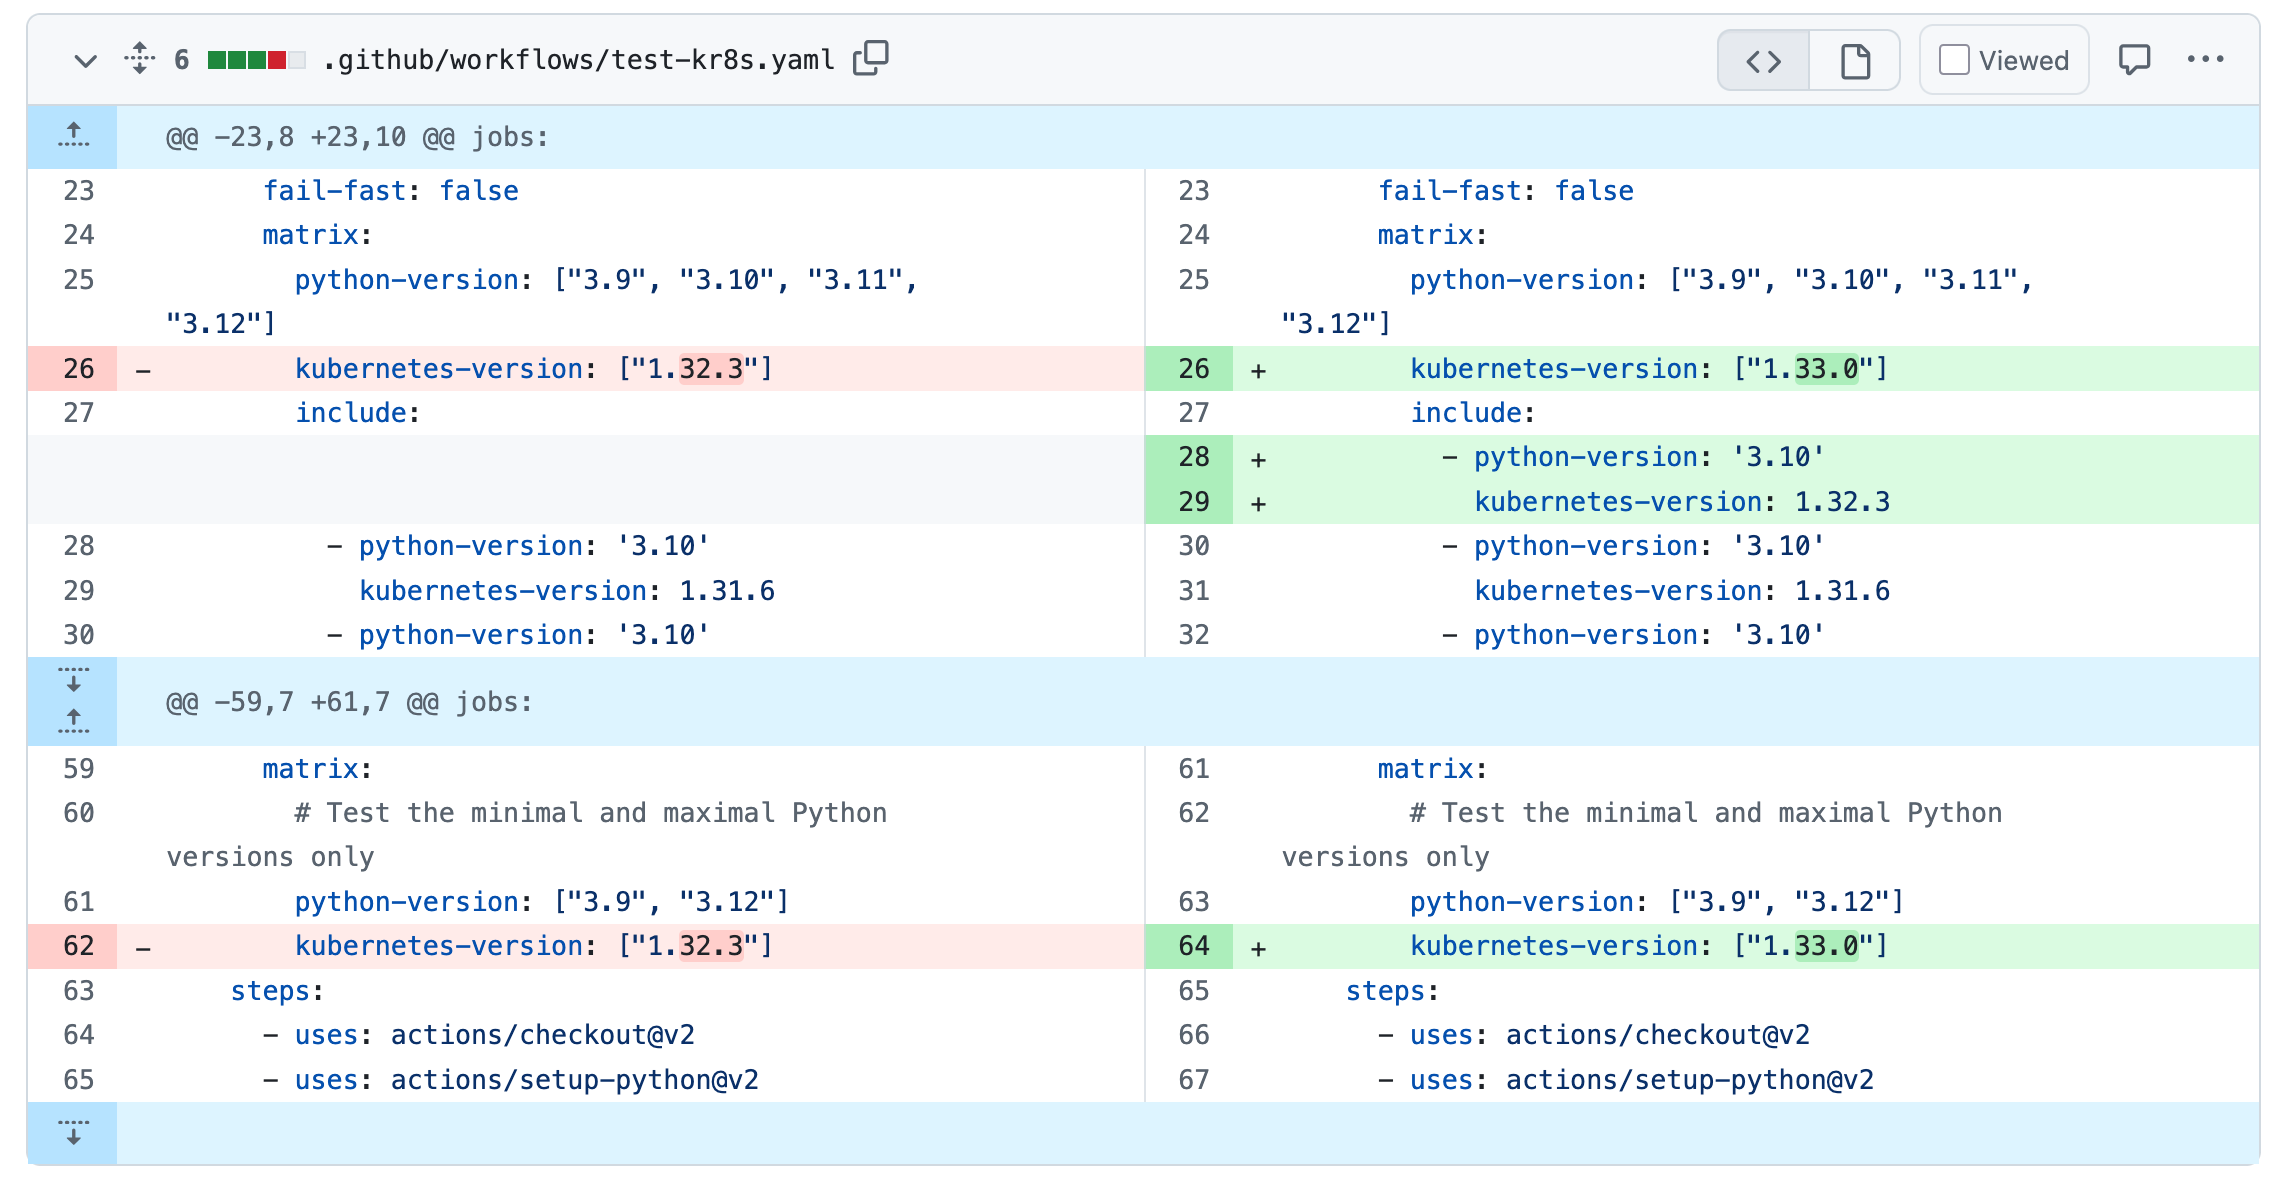 6 .github/workflows/test-kr8s.yaml Viewed
@@ -23,8 +23,10 @@ jobs:
23 fail-fast: false 23 fail-fast: false
24 matrix: 24 matrix:
25 python-version: ["3.9", "3.10", "3.11", 25 python-version: ["3.9", "3.10", "3.11",
"3.12"] "3.12"]
26 - kubernetes-version: ["1.32.3"] 26 + kubernetes-version: ["1.33.0"]
27 include: 27 include:
28 + - python-version: '3.10'
29 + kubernetes-version: 1.32.3
28 - python-version: '3.10' 30 - python-version: '3.10'
29 kubernetes-version: 1.31.6 31 kubernetes-version: 1.31.6
30 - python-version: '3.10' 32 - python-version: '3.10'
@@ -59,7 +61,7 @@ jobs:
59 matrix: 61 matrix:
60 # Test the minimal and maximal Python 62 # Test the minimal and maximal Python
versions only versions only
61 python-version: ["3.9", "3.12"] 63 python-version: ["3.9", "3.12"]
62 - kubernetes-version: ["1.32.3"] 64 + kubernetes-version: ["1.33.0"]
63 steps: 65 steps:
64 - uses: actions/checkout@v2 66 - uses: actions/checkout@v2
65 - uses: actions/setup-python@v2 67 - uses: actions/setup-python@v2